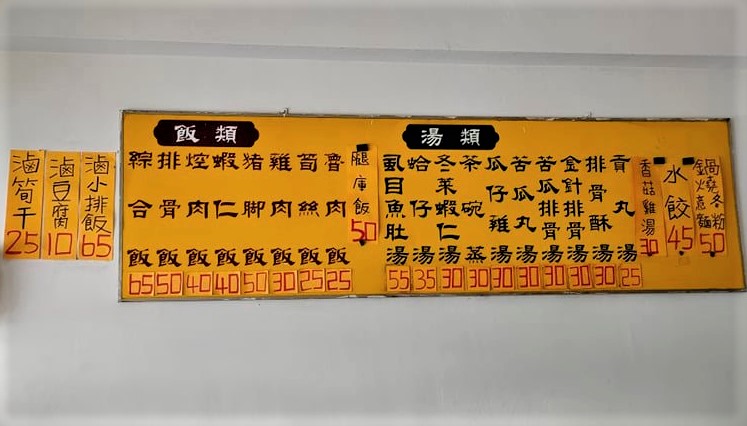 滷筍干 25
滷豆腐 10
滷小排飯 65
飯類
綜合飯 65
排骨飯 50
焢肉飯 40
蝦仁飯 40
豬腳飯 50
雞肉飯 30
筍絲飯 25
魯肉飯 25
腿庫飯 50
湯類
虱目魚肚湯 55
蛤仔湯 35
冬菜蝦仁湯 30
茶碗蒸 30
瓜仔雞湯 30
苦瓜丸湯 30
苦瓜排骨湯 30
金針排骨湯 30
排骨酥湯 30
貢丸湯 25
香菇雞湯 30
水餃 45
鍋燒冬粉
火煮麵
50